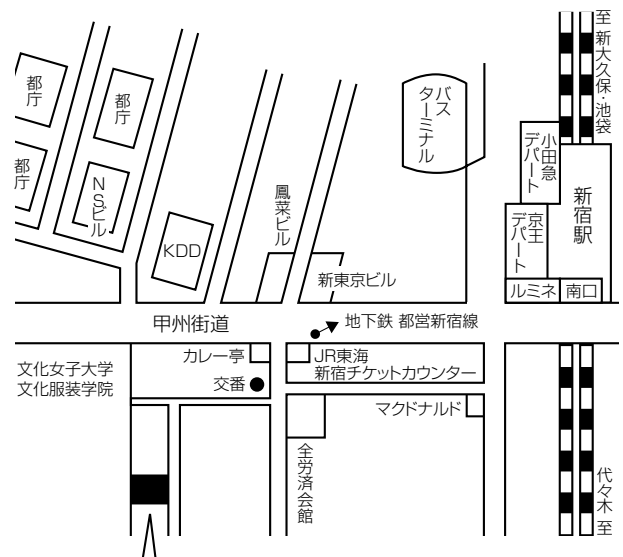 至 新大久保・池袋
都庁
都庁
都庁
NSビル
KDD
鳳菜ビル
新東京ビル
バス
ターミナル
小田急
デパート
京王
デパート
新宿駅
ルミネ
南口
甲州街道
地下鉄 都営新宿線
文化女子大学
文化服装学院
カレー亭
交番
JR東海
新宿チケットカウンター
マクドナルド
全労済会館
代々木 至